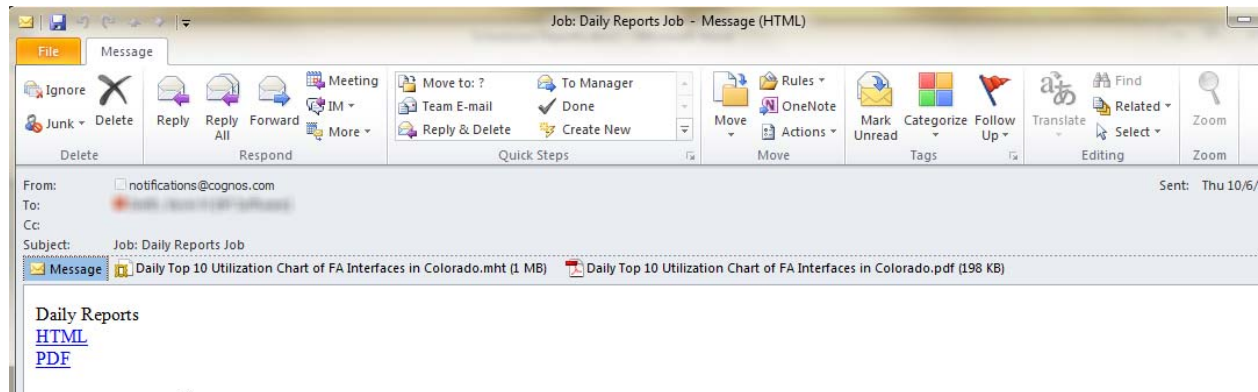 Job: Daily Reports Job - Message (HTML)
File Message
Ignore
Junk
Delete
Reply
Reply All
Forward
Meeting
IM
More
Move to: ?
Team E-mail
Reply & Delete
To Manager
Done
Create New
Move
Rules
OneNote
Actions
Mark Unread
Categorize
Follow Up
Translate
Find
Related
Select
Zoom
Delete Respond Quick Steps Move Tags Editing Zoom
From: notifications@cognos.com Sent: Thu 10/6/
To:
Cc:
Subject: Job: Daily Reports Job
Message Daily Top 10 Utilization Chart of FA Interfaces in Colorado.mht (1 MB) Daily Top 10 Utilization Chart of FA Interfaces in Colorado.pdf (198 KB)
Daily Reports
HTML
PDF